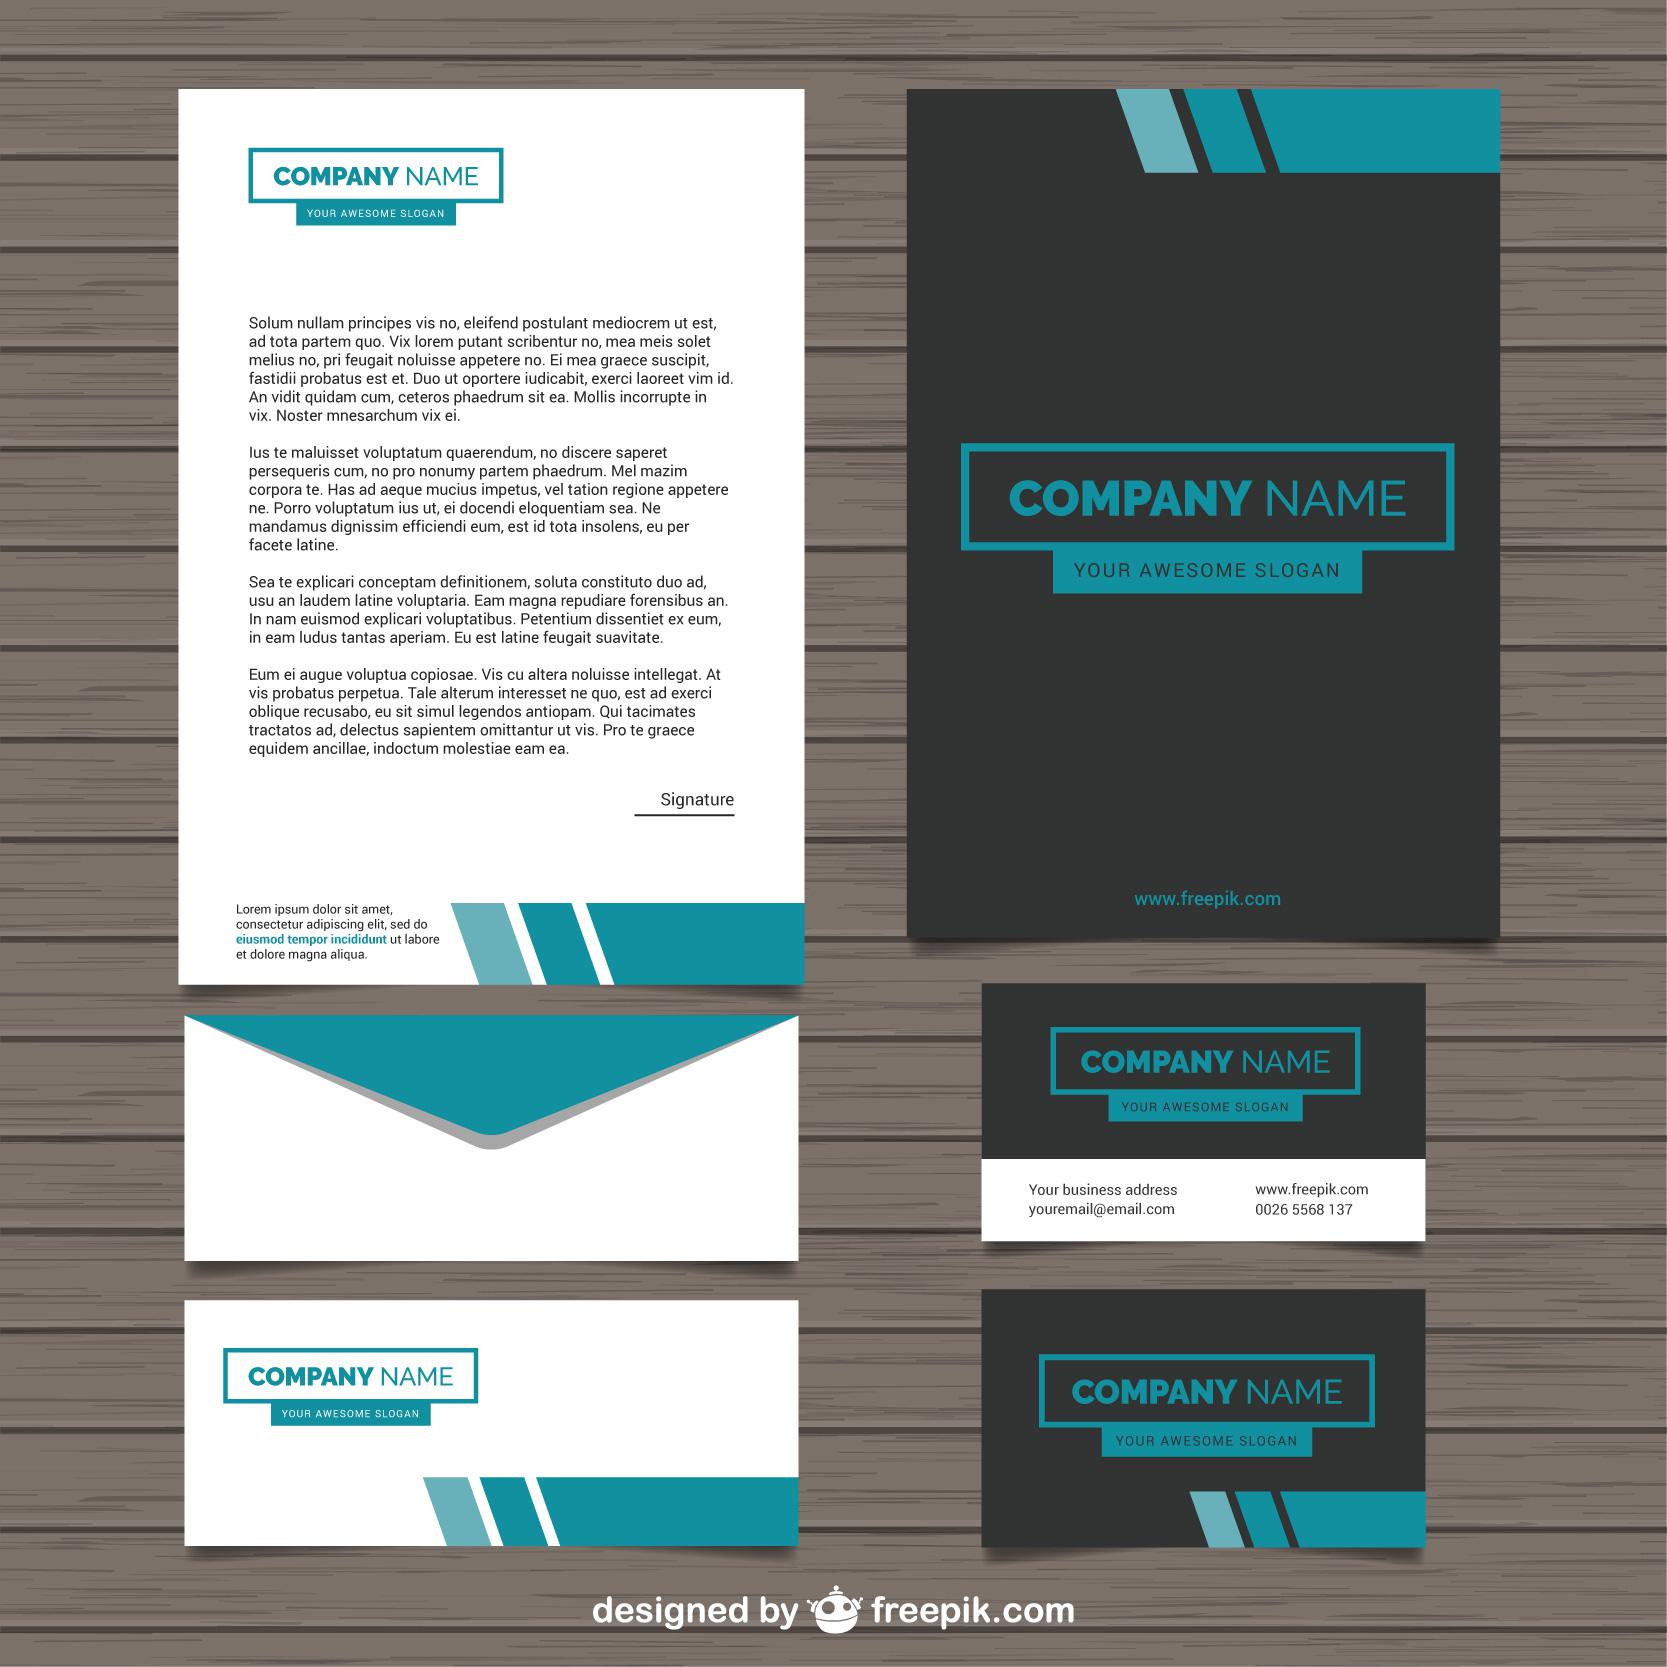 COMPANY NAME
YOUR AWESOME SLOGAN
Solum nullam principes vis no, eleifend postulant mediocrem ut est,
ad tota partem quo. Vix lorem putant scribentur no, mea meis solet
melius no, pri feugait noluisse appetere no. Ei mea graece suscipit,
fastidii probatus est et. Duo ut oportere iudicabit, exerci laoreet vim id.
An vidit quidam cum, ceteros phaedrum sit ea. Mollis incorrupte in
vix. Noster mnesarchum vix ei.
Ius te maluisset voluptatum quaerendum, no discere saperet
persequeris cum, no pro nonumy partem phaedrum. Mel mazim
corpora te. Has ad aeque mucius impetus, vel tation regione appetere
ne. Porro voluptatum ius ut, ei docendi eloquentiam sea. Ne
mandamus dignissim efficiendi eum, est id tota insolens, eu per
facete latine.
Sea te explicari conceptam definitionem, soluta constituto duo ad,
usu an laudem latine voluptaria. Eam magna repudiare forensibus an.
In nam euismod explicari voluptatibus. Petentium dissentiet ex eum,
in eam ludus tantas aperiam. Eu est latine feugait suavitate.
Eum ei augue voluptua copiosae. Vis cu altera noluisse intellegat. At
vis probatus perpetua. Tale alterum interesset ne quo, est ad exerci
oblique recusabo, eu sit simul legendos antiopam. Qui tacimates
tractatos ad, delectus sapientem omittantur ut vis. Pro te graece
equidem ancillae, indoctum molestiae eam ea.
Signature
Lorem ipsum dolor sit amet,
consectetur adipiscing elit, sed do
eiusmod tempor incididunt ut labore
et dolore magna aliqua.
COMPANY NAME
YOUR AWESOME SLOGAN
www.freepik.com
COMPANY NAME
YOUR AWESOME SLOGAN
Your business address
youremail@email.com
www.freepik.com
0026 5568 137
COMPANY NAME
YOUR AWESOME SLOGAN
COMPANY NAME
YOUR AWESOME SLOGAN
designed by freepik.com